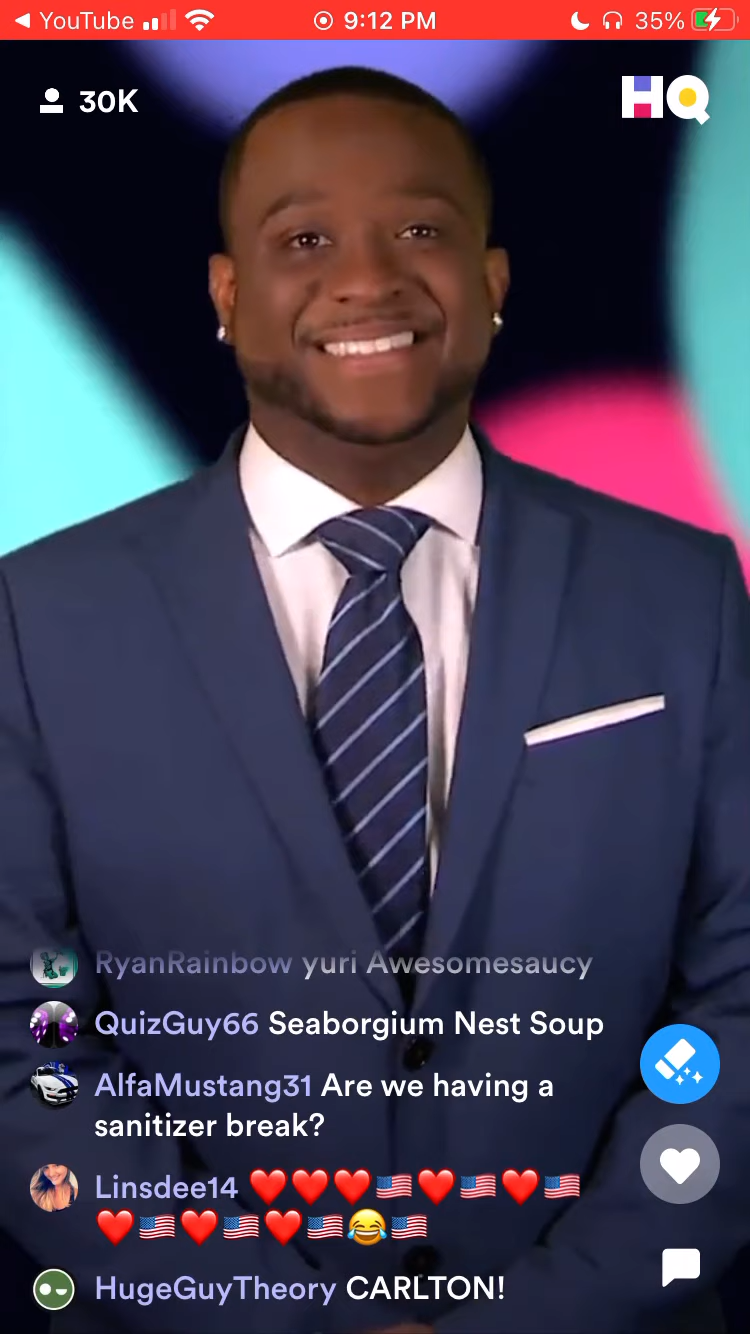 YouTube 9:12 PM 35%
30K HQ
RyanRainbow yuri Awesomesaucy
QuizGuy66 Seaborgium Nest Soup
AlfaMustang31 Are we having a
sanitizer break?
Linsdee14 ❤️❤️❤️🇺🇸❤️🇺🇸❤️🇺🇸
❤️🇺🇸❤️🇺🇸❤️🇺🇸😂🇺🇸
HugeGuyTheory CARLTON!